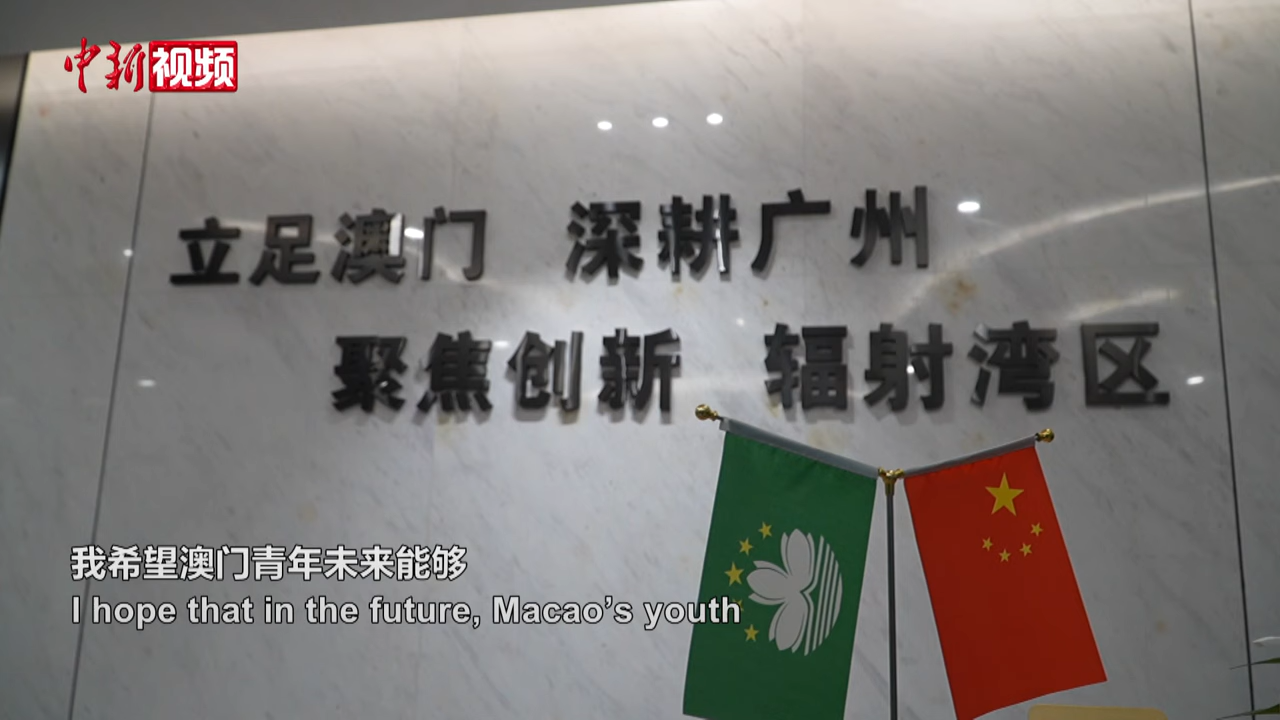 中新视频
立足澳门 深耕广州
聚焦创新 辐射湾区
我希望澳门青年未来能够
I hope that in the future, Macao’s youth